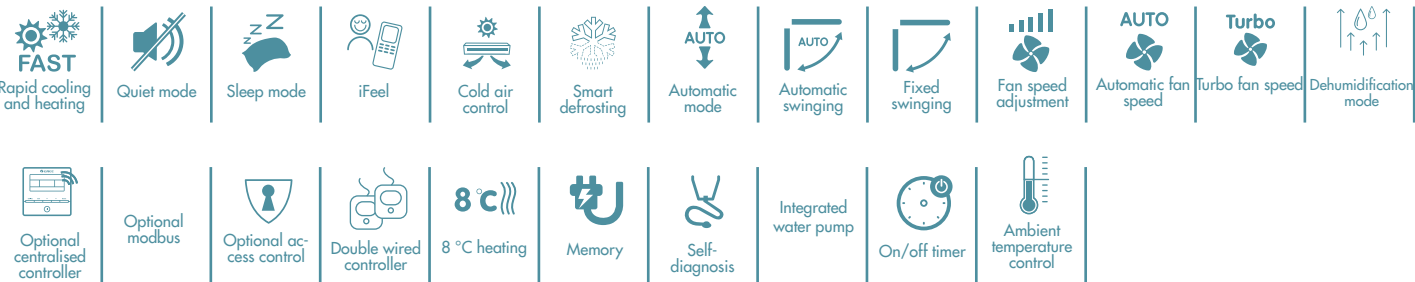 FAST
Rapid cooling
and heating
Quiet mode
z Z Z
Sleep mode
iFeel
Cold air
control
Smart
defrosting
AUTO
Automatic
mode
AUTO
Automatic
swinging
Fixed
swinging
Fan speed
adjustment
AUTO
Automatic fan
speed
Turbo
Turbo fan speed
Dehumidification
mode
Optional
centralised
controller
Optional
modbus
Optional ac-
cess control
Double wired
controller
8°C
8 °C heating
Memory
Self-
diagnosis
Integrated
water pump
On/off timer
Ambient
temperature
control